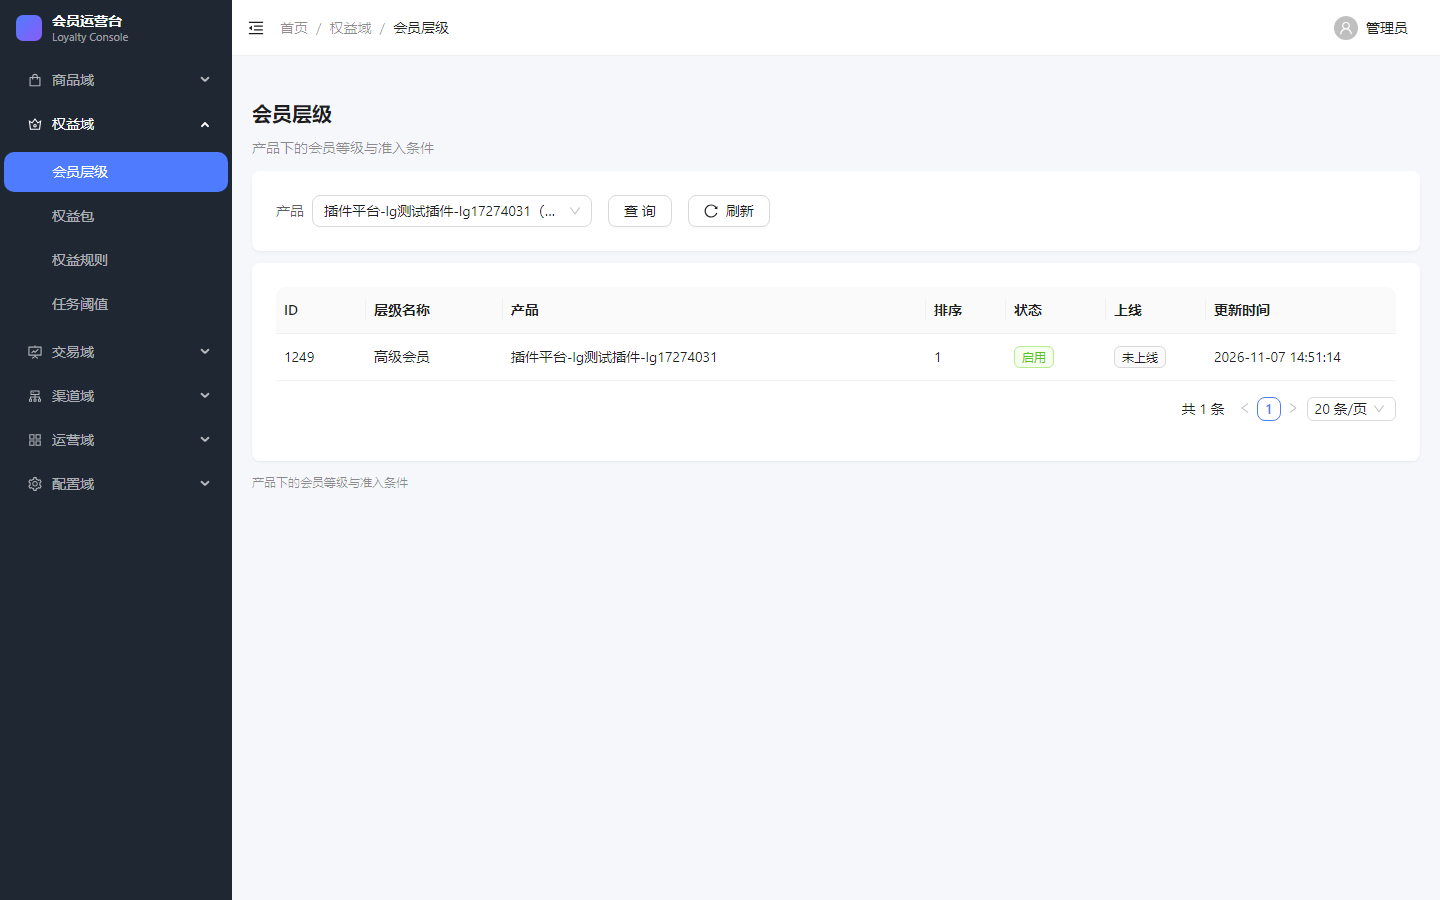 会员运营台
Loyalty Console
商品域
权益域
会员层级
权益包
权益规则
任务阈值
交易域
渠道域
运营域
配置域
首页 / 权益域 / 会员层级
管理员
会员层级
产品下的会员等级与准入条件
产品 插件平台-lg测试插件-lg17274031（... 查 询 刷新
ID 层级名称 产品 排序 状态 上线 更新时间
1249 高级会员 插件平台-lg测试插件-lg17274031 1 启用 未上线 2026-11-07 14:51:14
共 1 条 < 1 > 20 条/页
产品下的会员等级与准入条件